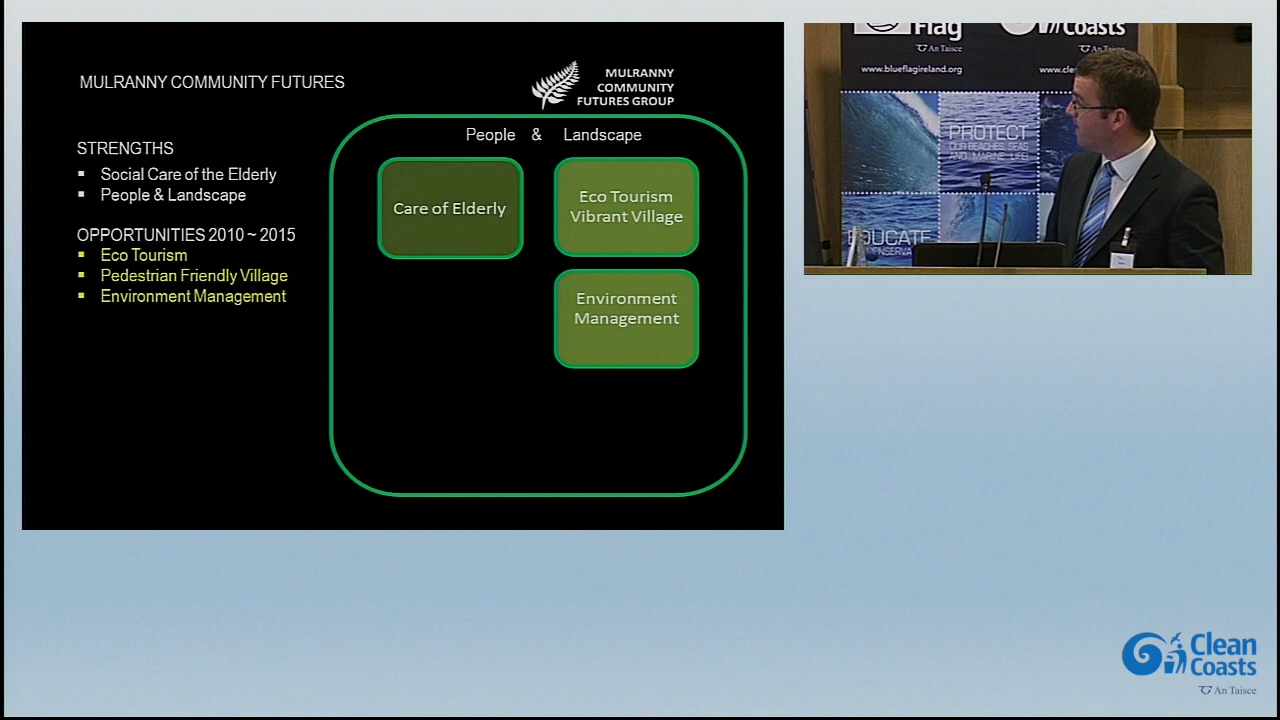 MULRANNY COMMUNITY FUTURES
MULRANNY
COMMUNITY
FUTURES GROUP
STRENGTHS
▪ Social Care of the Elderly
▪ People & Landscape
OPPORTUNITIES 2010 ~ 2015
▪ Eco Tourism
▪ Pedestrian Friendly Village
▪ Environment Management
People & Landscape
Care of Elderly
Eco Tourism
Vibrant Village
Environment
Management
Flag
An Taisce
www.blueflagireland.org
Coasts
An Taisce
www.cle
PROTECT
OUR BEACHES, SEAS
AND MARINE LIFE!
EDUCATE
Clean
Coasts
An Taisce